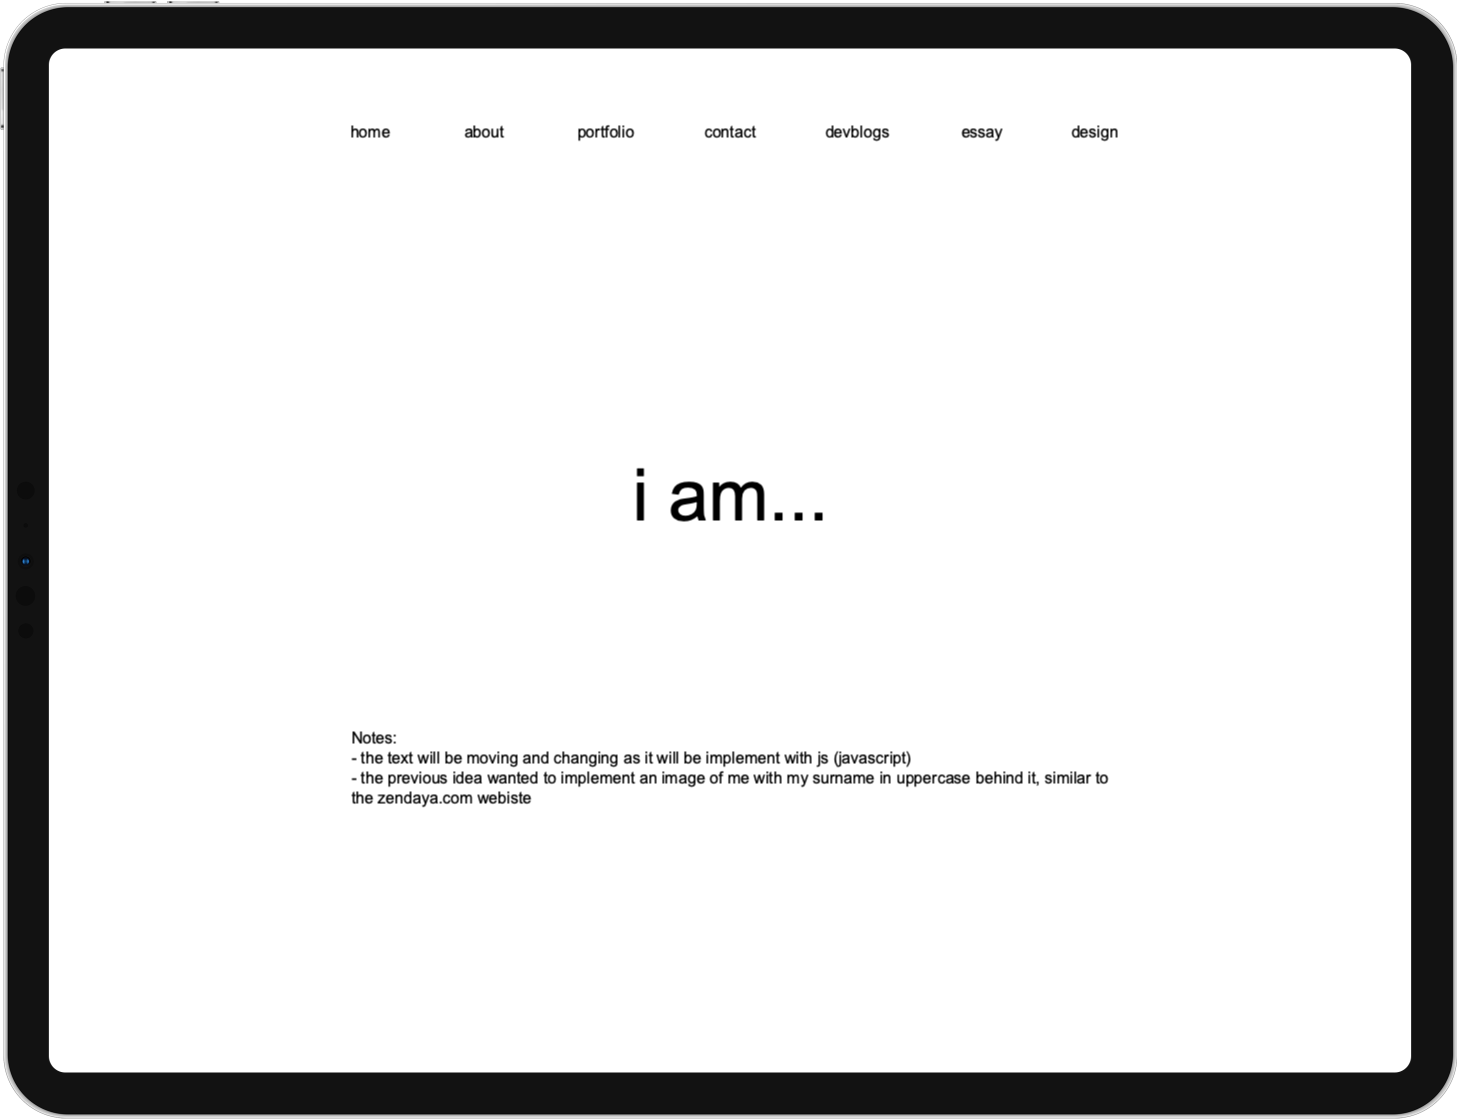 home about portfolio contact devblogs essay design
i am...
Notes:
- the text will be moving and changing as it will be implement with js (javascript)
- the previous idea wanted to implement an image of me with my surname in uppercase behind it, similar to
the zendaya.com webiste